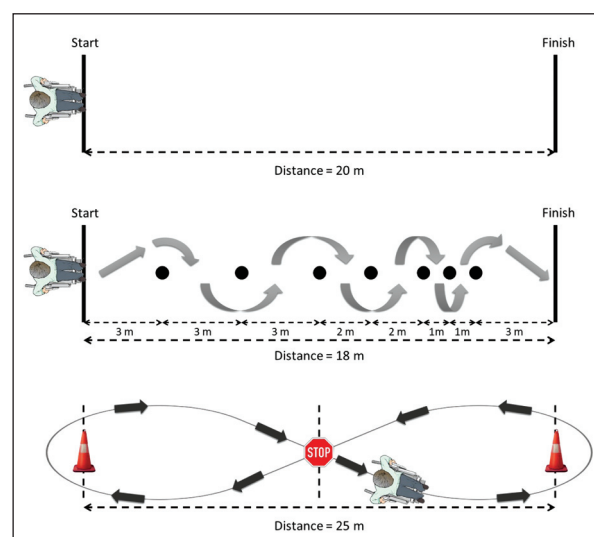 Start Finish
Distance = 20 m
Start Finish
3 m 3 m 3 m 2 m 2 m 1m 1m 3 m
Distance = 18 m
STOP
Distance = 25 m